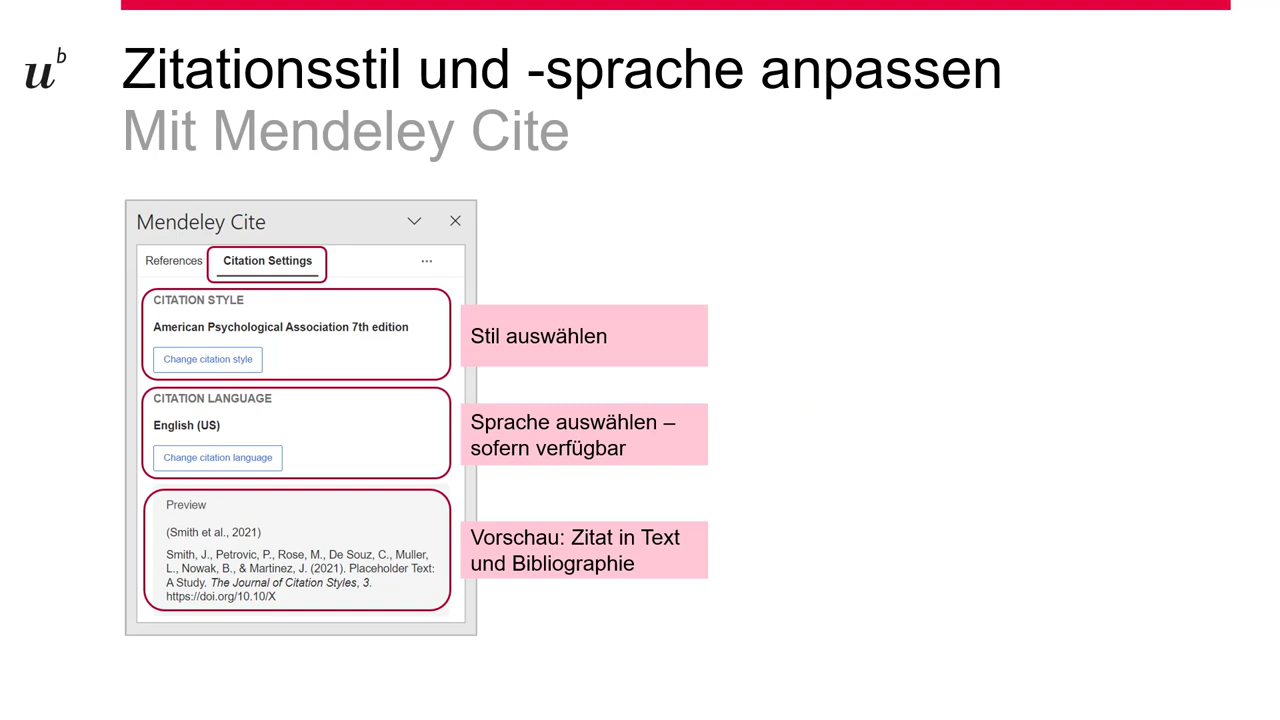 u^b
Zitationsstil und -sprache anpassen
Mit Mendeley Cite
Mendeley Cite
References Citation Settings ...
CITATION STYLE
American Psychological Association 7th edition
Change citation style
Stil auswählen
CITATION LANGUAGE
English (US)
Change citation language
Sprache auswählen –
sofern verfügbar
Preview
(Smith et al., 2021)
Smith, J., Petrovic, P., Rose, M., De Souz, C., Muller,
L., Nowak, B., & Martinez, J. (2021). Placeholder Text:
A Study. The Journal of Citation Styles, 3.
https://doi.org/10.10/X
Vorschau: Zitat in Text
und Bibliographie